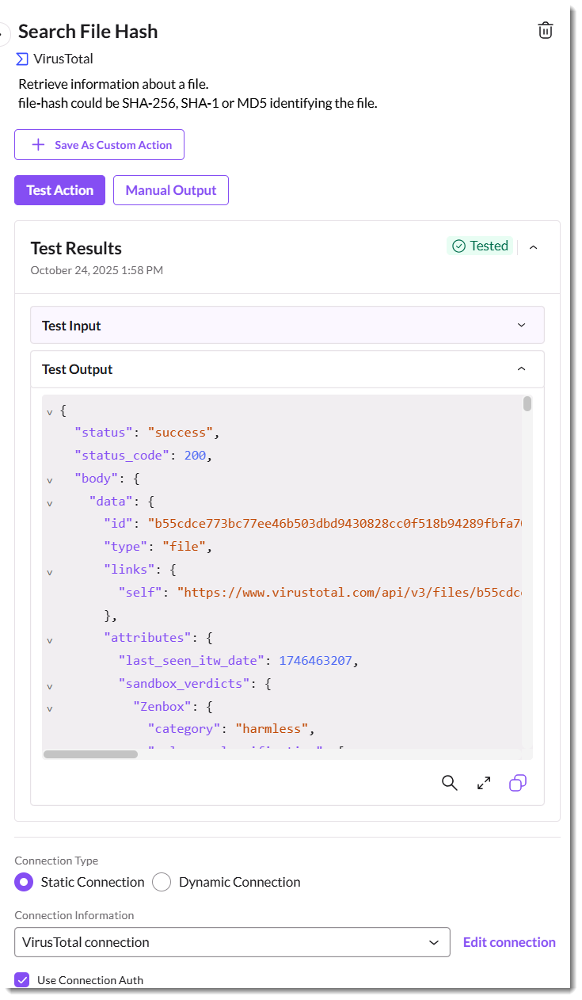 Search File Hash
VirusTotal
Retrieve information about a file.
file-hash could be SHA-256, SHA-1 or MD5 identifying the file.
Save As Custom Action
Test Action
Manual Output
Test Results
Tested
October 24, 2025 1:58 PM
Test Input
Test Output
{
"status": "success",
"status_code": 200,
"body": {
"data": {
"id": "b55cdce773bc77ee46b503dbd9430828cc0f518b94289fbfa7
"type": "file",
"links": {
"self": "https://www.virustotal.com/api/v3/files/b55cdc
},
"attributes": {
"last_seen_itw_date": 1746463207,
"sandbox_verdicts": {
"Zenbox": {
"category": "harmless",
Connection Type
Static Connection
Dynamic Connection
Connection Information
VirusTotal connection
Edit connection
Use Connection Auth